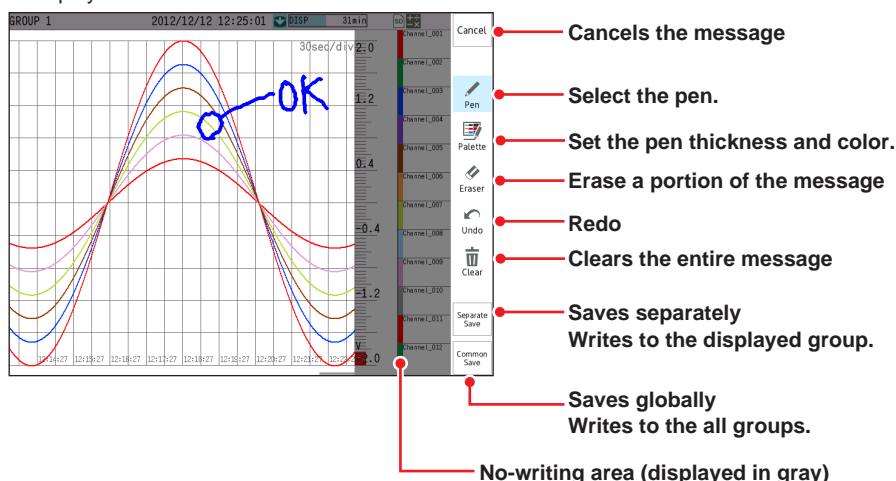 GROUP 1
2012/12/12 12:25:01
DISP
31min
SD
30sec/div
2.0
1.2
0.4
-0.4
-1.2
V
-2.0
OK
12:14:27 12:15:27 12:16:27 12:17:27 12:18:27 12:19:27 12:20:27 12:21:27
Channel_001
Channel_002
Channel_003
Channel_004
Channel_005
Channel_006
Channel_007
Channel_008
Channel_009
Channel_010
Channel_011
Channel_012
Cancel
Pen
Palette
Eraser
Undo
Clear
Separate
Save
Common
Save
Cancels the message
Select the pen.
Set the pen thickness and color.
Erase a portion of the message
Redo
Clears the entire message
Saves separately
Writes to the displayed group.
Saves globally
Writes to the all groups.
No-writing area (displayed in gray)